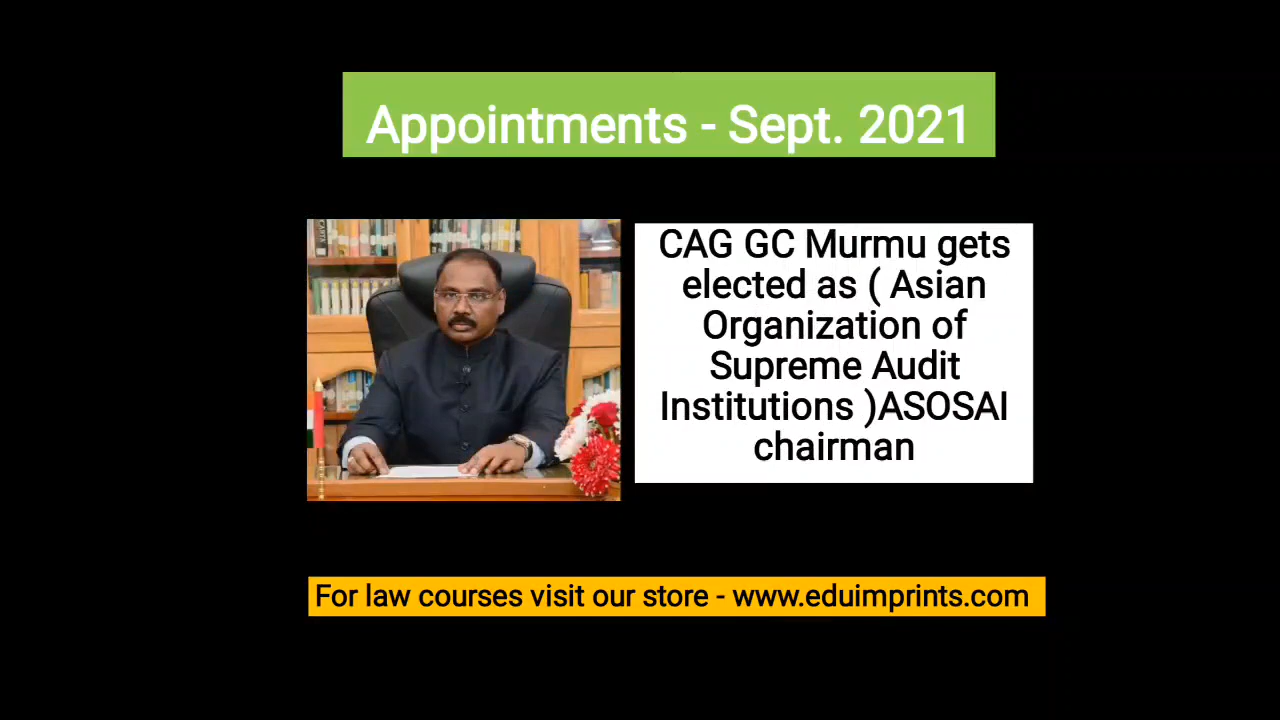 Appointments - Sept. 2021
CAG GC Murmu gets
elected as ( Asian
Organization of
Supreme Audit
Institutions )ASOSAI
chairman
For law courses visit our store - www.eduimprints.com